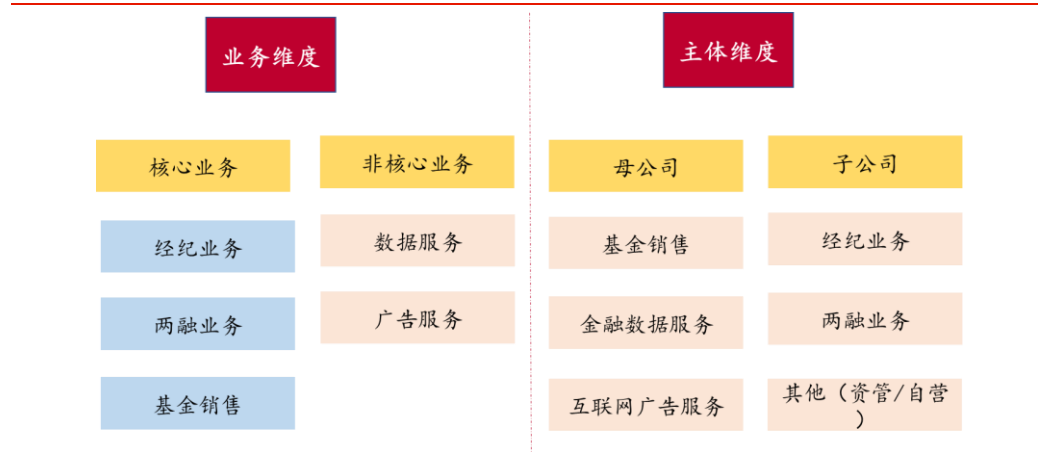 业务维度
主体维度
核心业务
非核心业务
母公司
子公司
经纪业务
数据服务
基金销售
经纪业务
两融业务
广告服务
金融数据服务
两融业务
基金销售
互联网广告服务
其他（资管/自营
）